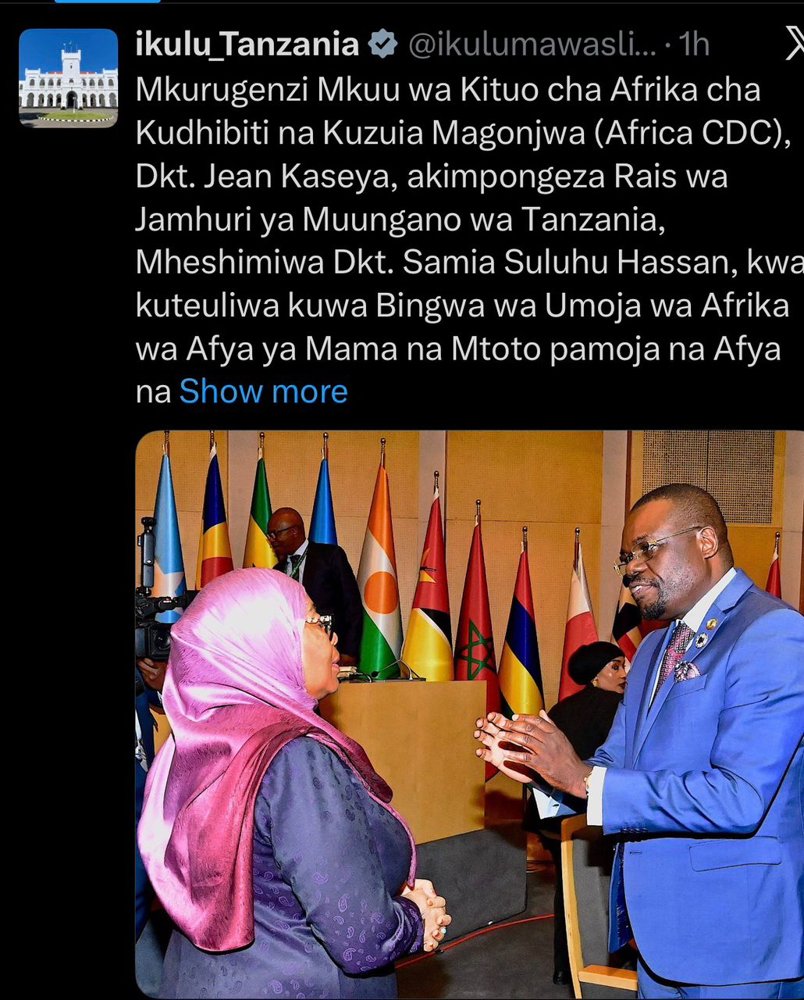 ikulu_Tanzania @ikulumawasli... · 1h
Mkurugenzi Mkuu wa Kituo cha Afrika cha
Kudhibiti na Kuzuia Magonjwa (Africa CDC),
Dkt. Jean Kaseya, akimpongeza Rais wa
Jamhuri ya Muungano wa Tanzania,
Mheshimiwa Dkt. Samia Suluhu Hassan, kwa
kuteuliwa kuwa Bingwa wa Umoja wa Afrika
wa Afya ya Mama na Mtoto pamoja na Afya
na Show more